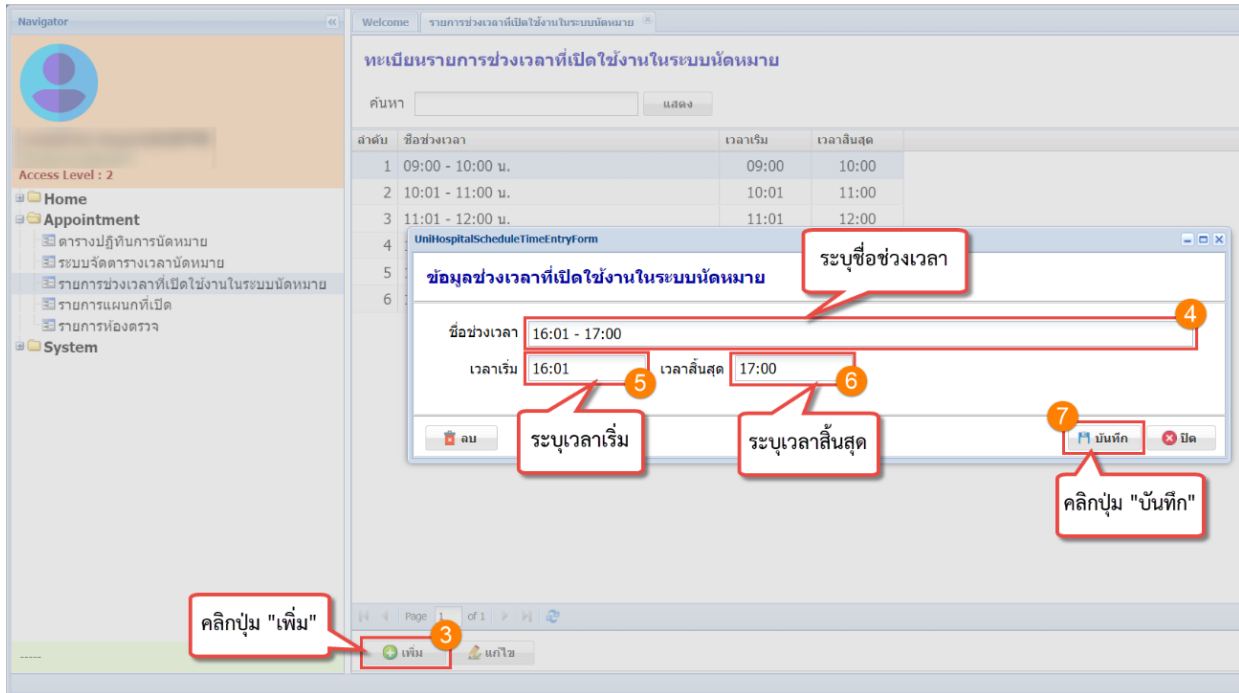 Navigator
Welcome
รายการช่วงเวลาที่เปิดใช้งานในระบบนัดหมาย
ทะเบียนรายการช่วงเวลาที่เปิดใช้งานในระบบนัดหมาย
ค้นหา
แสดง
ลำดับ ชื่อช่วงเวลา เวลาเริ่ม เวลาสิ้นสุด
1 09:00 - 10:00 น. 09:00 10:00
2 10:01 - 11:00 น. 10:01 11:00
3 11:01 - 12:00 น. 11:01 12:00
4
5
6
Access Level : 2
Home
Appointment
ตารางปฏิทินการนัดหมาย
ระบบจัดตารางเวลานัดหมาย
รายการช่วงเวลาที่เปิดใช้งานในระบบนัดหมาย
รายการแผนกที่เปิด
รายการห้องตรวจ
System
UniHospitalScheduleTimeEntryForm
ข้อมูลช่วงเวลาที่เปิดใช้งานในระบบนัดหมาย
ระบุชื่อช่วงเวลา
4
ชื่อช่วงเวลา 16:01 - 17:00
เวลาเริ่ม 16:01 5 เวลาสิ้นสุด 17:00 6
ระบุเวลาเริ่ม
ระบุเวลาสิ้นสุด
7
ลบ
บันทึก
ปิด
คลิกปุ่ม "บันทึก"
คลิกปุ่ม "เพิ่ม"
Page 1 of 1
3
เพิ่ม
แก้ไข
-----